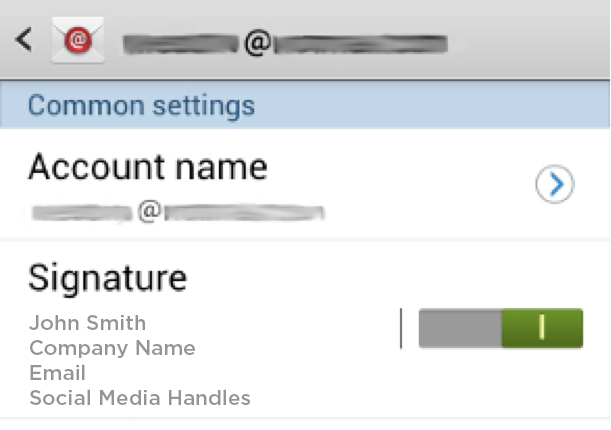 @
Common settings
Account name
@
Signature
John Smith
Company Name
Email
Social Media Handles